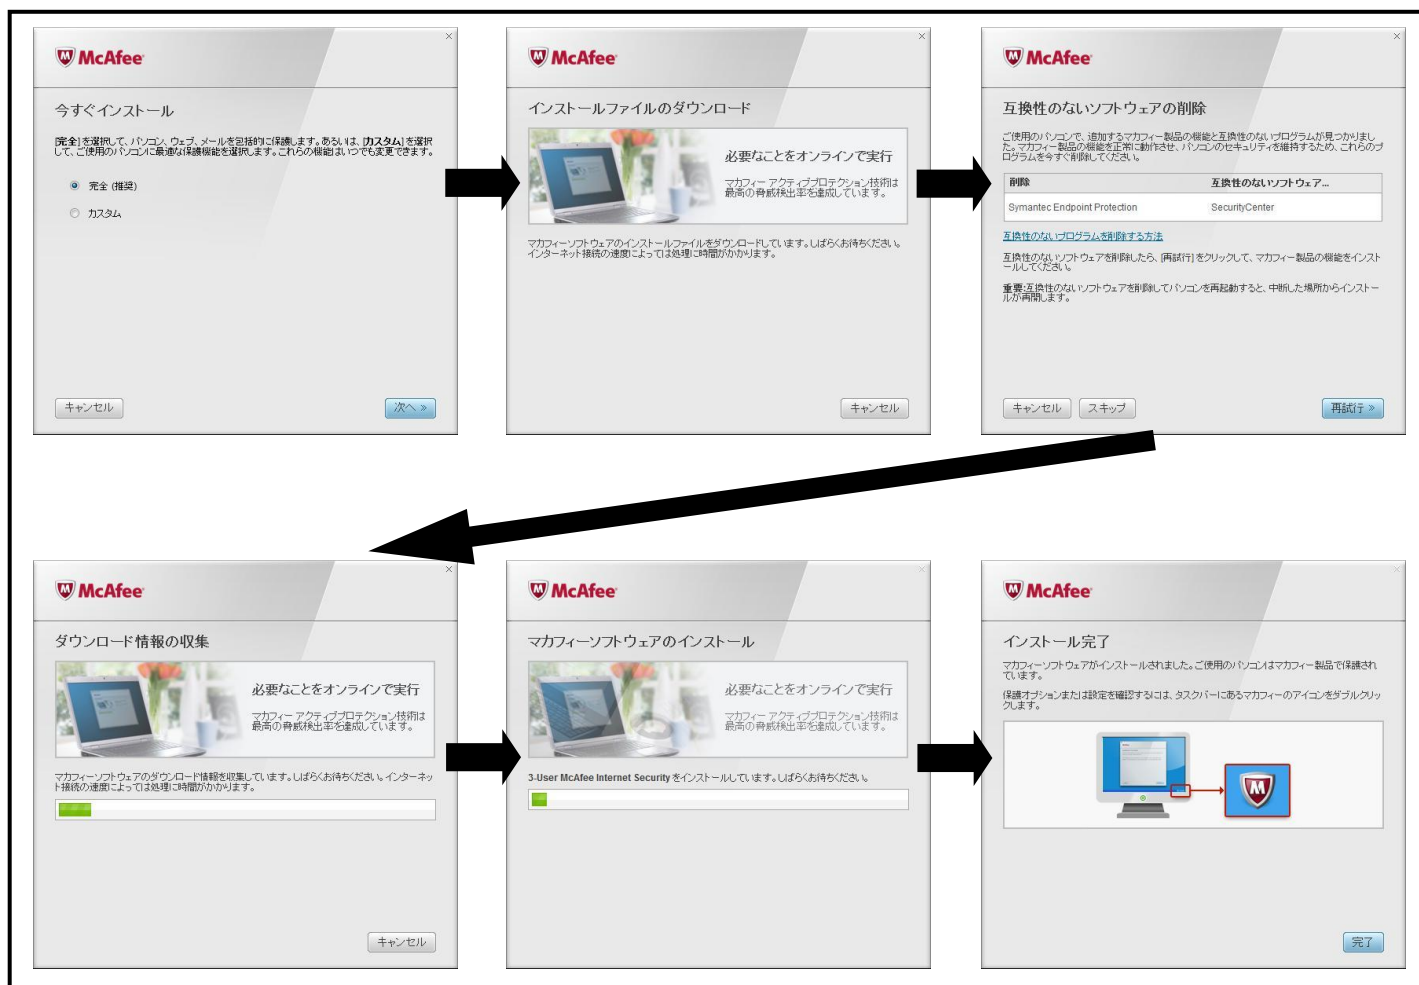 McAfee
今すぐインストール
[完全]を選択して、パソコン、ウェブ、メールを包括的に保護します。あるいは、[カスタム]を選択
して、ご使用のパソコンに最適な保護機能を選択します。これらの機能はいつでも変更できます。
完全 (推奨)
カスタム
キャンセル
次へ »
McAfee
インストールファイルのダウンロード
必要なことをオンラインで実行
マカフィー アクティブプロテクション技術は
最高の脅威検出率を達成しています。
マカフィーソフトウェアのインストールファイルをダウンロードしています。しばらくお待ちください。
インターネット接続の速度によっては処理に時間がかかります。
キャンセル
McAfee
互換性のないソフトウェアの削除
ご使用のパソコンで、追加するマカフィー製品の機能と互換性のないプログラムが見つかりまし
た。マカフィー製品の機能を正常に動作させ、パソコンのセキュリティを維持するため、これらのプ
ログラムを今すぐ削除してください。
削除 互換性のないソフトウェア...
Symantec Endpoint Protection SecurityCenter
互換性のないプログラムを削除する方法
互換性のないソフトウェアを削除したら、[再試行]をクリックして、マカフィー製品の機能をインスト
ールしてください。
重要:互換性のないソフトウェアを削除してパソコンを再起動すると、中断した場所からインストー
ルが再開します。
キャンセル
スキップ
再試行 »
McAfee
ダウンロード情報の収集
必要なことをオンラインで実行
マカフィー アクティブプロテクション技術は
最高の脅威検出率を達成しています。
マカフィーソフトウェアのダウンロード情報を収集しています。しばらくお待ちください。インターネッ
ト接続の速度によっては処理に時間がかかります。
キャンセル
McAfee
マカフィーソフトウェアのインストール
必要なことをオンラインで実行
マカフィー アクティブプロテクション技術は
最高の脅威検出率を達成しています。
3-User McAfee Internet Security をインストールしています。しばらくお待ちください。
McAfee
インストール完了
マカフィーソフトウェアがインストールされました。ご使用のパソコンはマカフィー製品で保護され
ています。
保護オプションまたは設定を確認するには、タスクバーにあるマカフィーのアイコンをダブルクリッ
クします。
完了